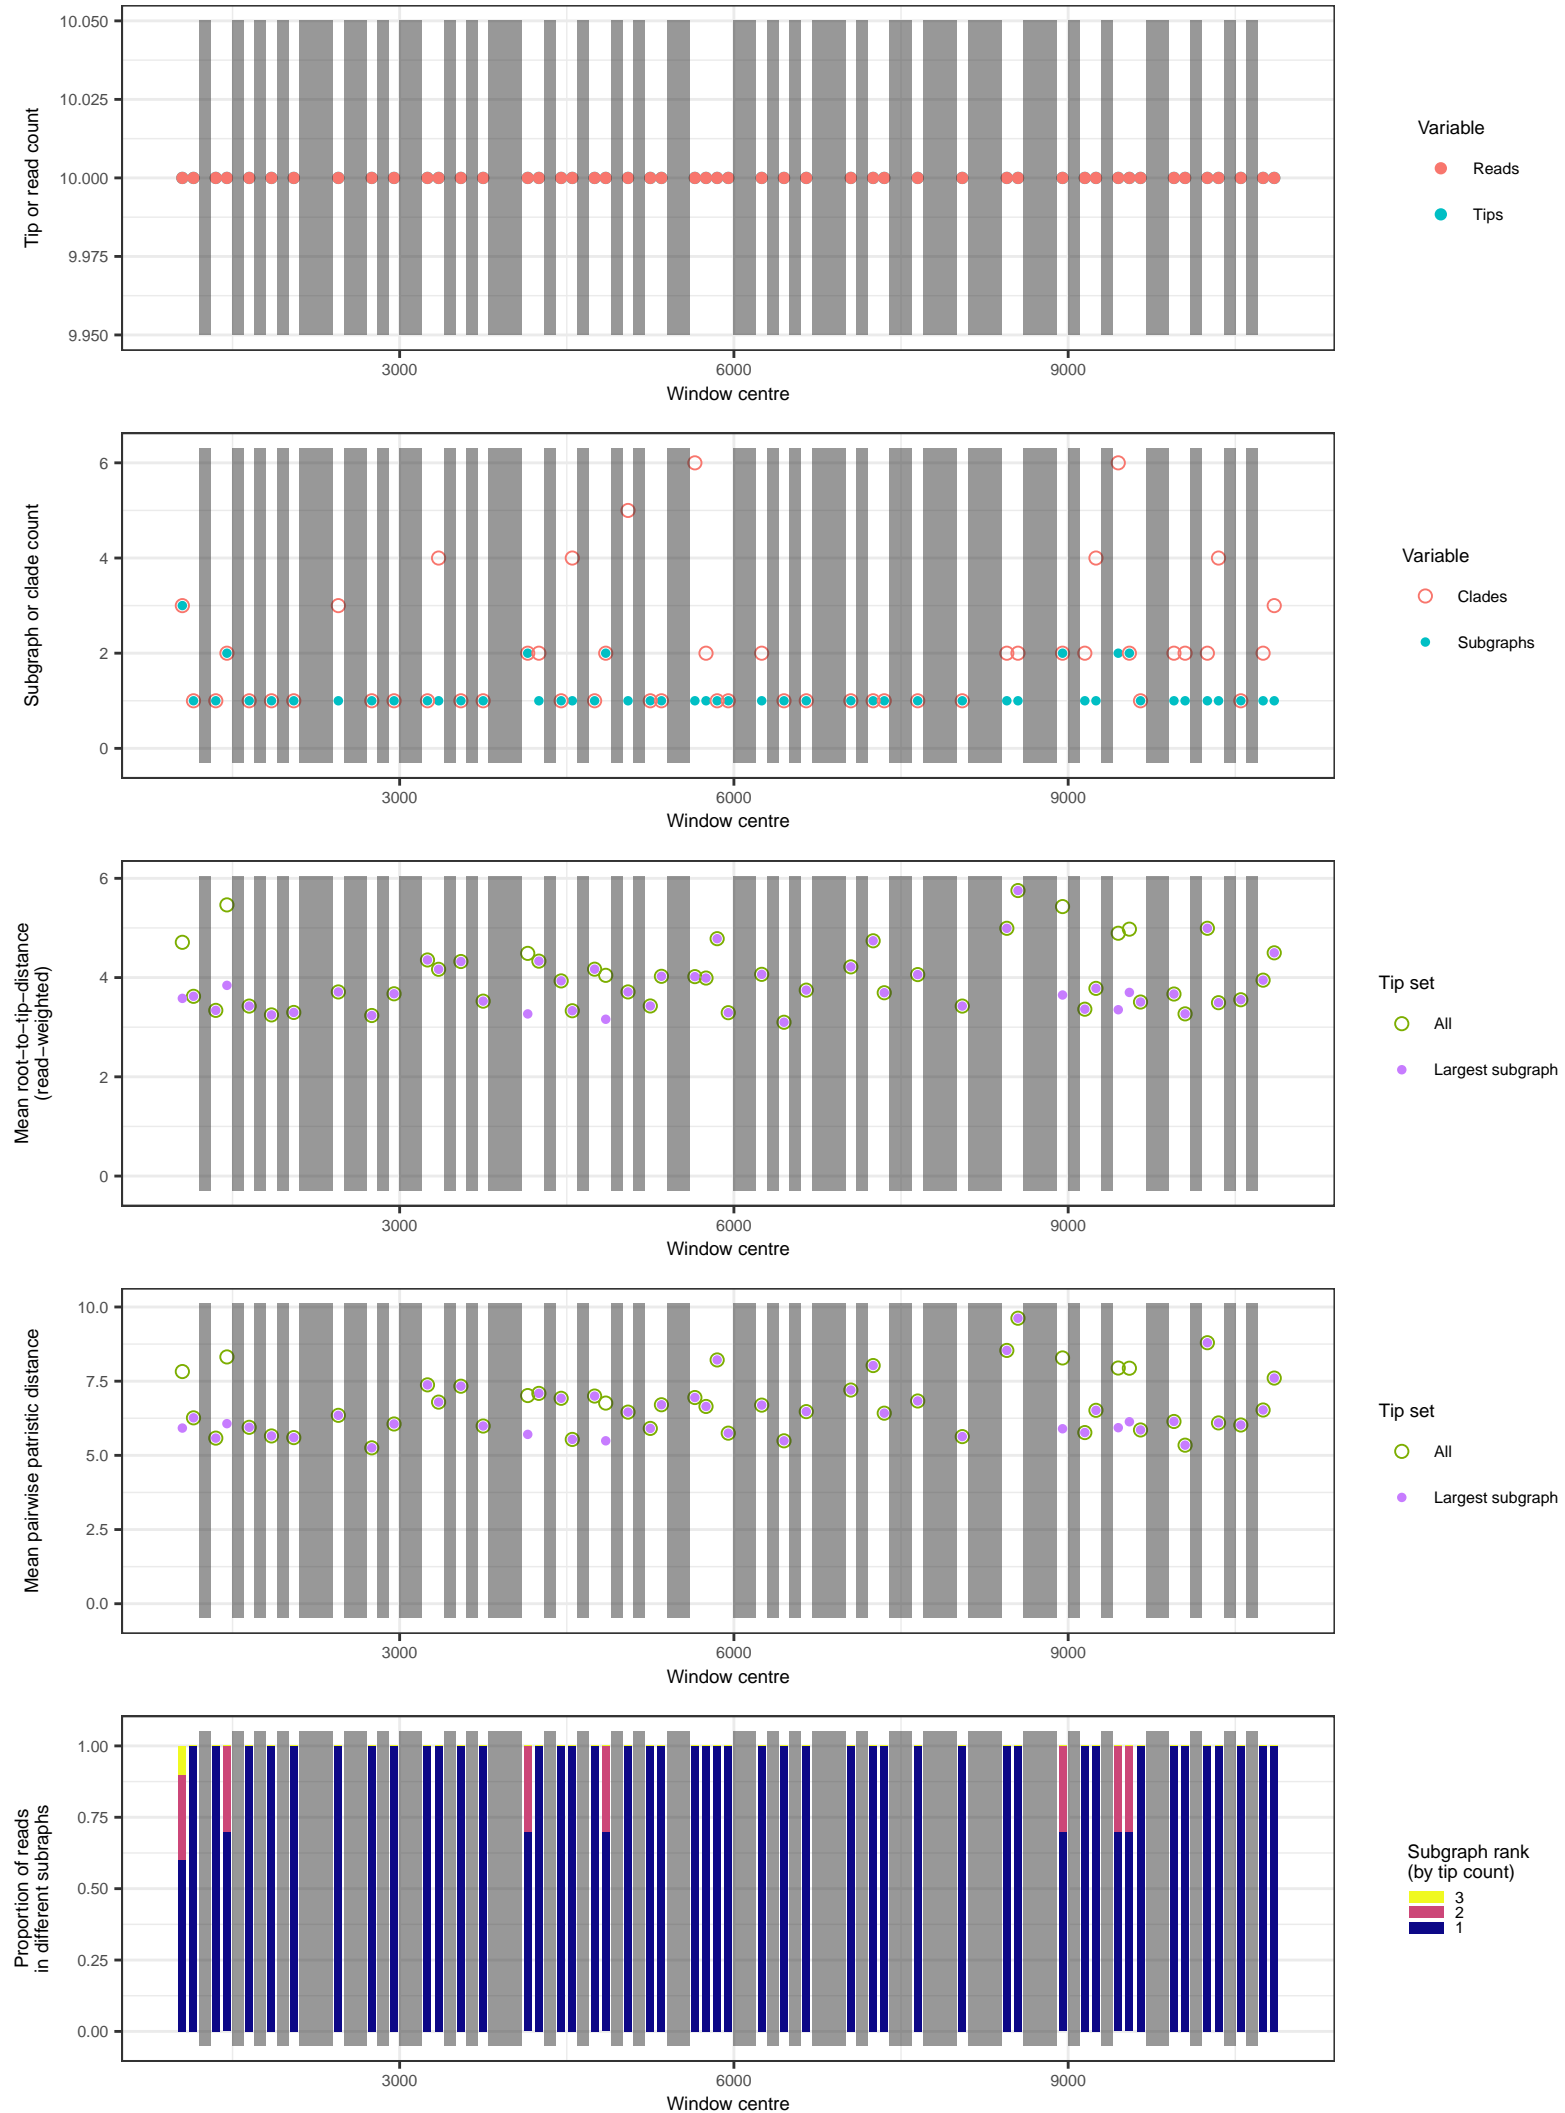 10.050
10.025
10.000
9.975
9.950
Tip or read count
3000
6000
9000
Window centre
Variable
Reads
Tips
6
4
2
0
Subgraph or clade count
3000
6000
9000
Window centre
Variable
Clades
Subgraphs
6
4
2
0
Mean root−to−tip−distance
(read−weighted)
3000
6000
9000
Window centre
Tip set
All
Largest subgraph
10.0
7.5
5.0
2.5
0.0
Mean pairwise patristic distance
3000
6000
9000
Window centre
Tip set
All
Largest subgraph
1.00
0.75
0.50
0.25
0.00
Proportion of reads
in different subraphs
3000
6000
9000
Window centre
Subgraph rank
(by tip count)
3
2
1